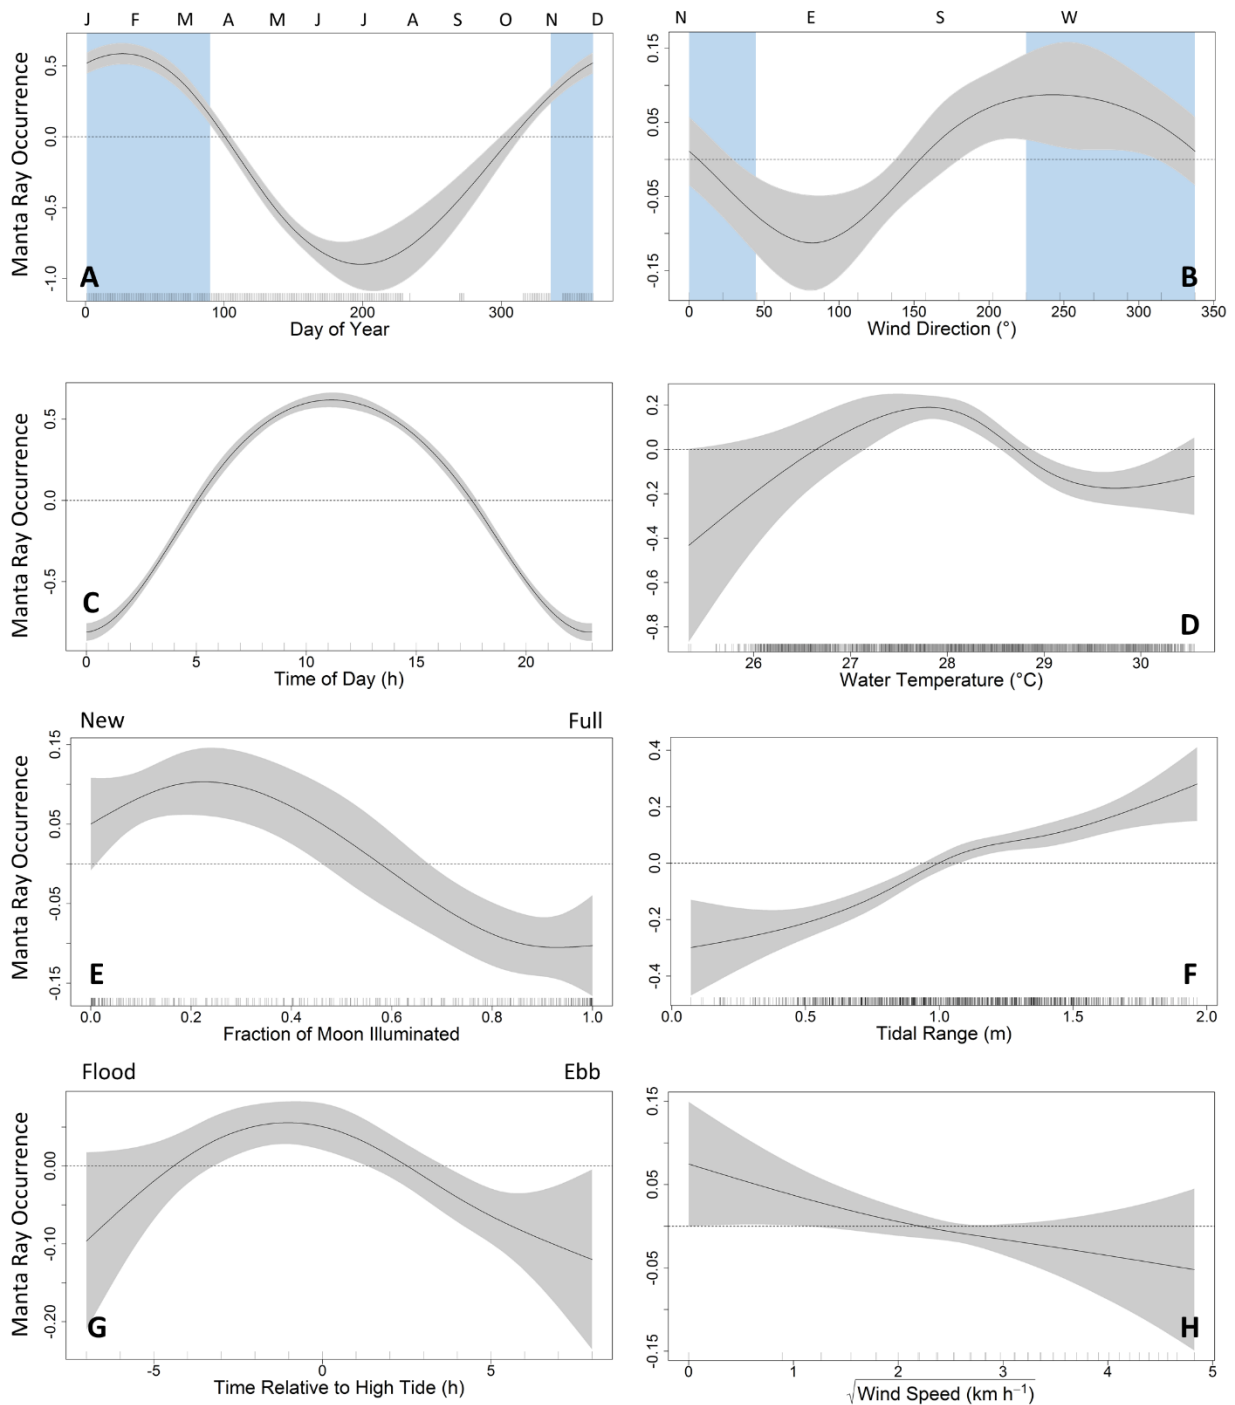 J F M A M J J A S O N D
N E S W
Manta Ray Occurrence
0.5
0.0
-0.5
-1.0
A
0 100 200 300
Day of Year
0.15
0.05
-0.05
-0.15
B
0 50 100 150 200 250 300 350
Wind Direction (°)
Manta Ray Occurrence
0.5
0.0
-0.5
C
0 5 10 15 20
Time of Day (h)
0.2
0.0
-0.2
-0.4
-0.6
-0.8
D
26 27 28 29 30
Water Temperature (°C)
New Full
Manta Ray Occurrence
0.15
0.05
-0.05
-0.15
E
0.0 0.2 0.4 0.6 0.8 1.0
Fraction of Moon Illuminated
0.4
0.2
0.0
-0.2
-0.4
F
0.0 0.5 1.0 1.5 2.0
Tidal Range (m)
Flood Ebb
Manta Ray Occurrence
0.00
-0.10
-0.20
G
-5 0 5
Time Relative to High Tide (h)
0.15
0.05
-0.05
-0.15
H
0 1 2 3 4 5
√Wind Speed (km h⁻¹)